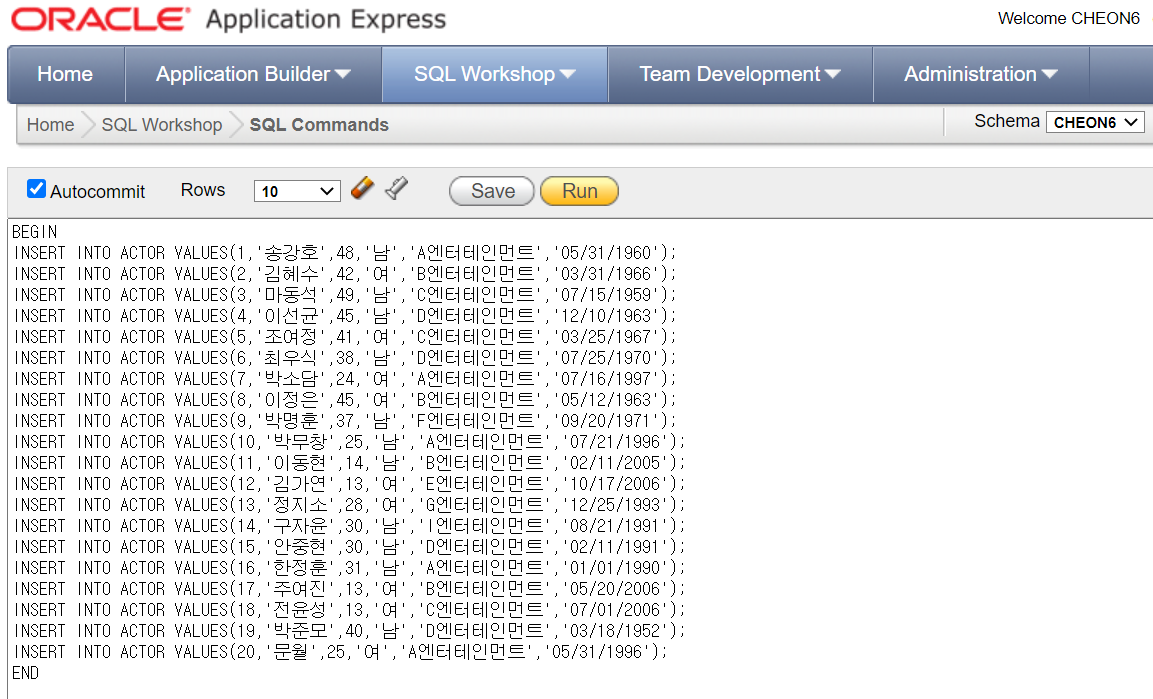 ORACLE® Application Express
Welcome CHEON6
Home Application Builder SQL Workshop Team Development Administration
Home SQL Workshop SQL Commands Schema CHEON6
Autocommit Rows 10 Save Run
BEGIN
INSERT INTO ACTOR VALUES(1,'송강호',48,'남','A엔터테인먼트','05/31/1960');
INSERT INTO ACTOR VALUES(2,'김혜수',42,'여','B엔터테인먼트','03/31/1966');
INSERT INTO ACTOR VALUES(3,'마동석',49,'남','C엔터테인먼트','07/15/1959');
INSERT INTO ACTOR VALUES(4,'이선균',45,'남','D엔터테인먼트','12/10/1963');
INSERT INTO ACTOR VALUES(5,'조여정',41,'여','C엔터테인먼트','03/25/1967');
INSERT INTO ACTOR VALUES(6,'최우식',38,'남','D엔터테인먼트','07/25/1970');
INSERT INTO ACTOR VALUES(7,'박소담',24,'여','A엔터테인먼트','07/16/1997');
INSERT INTO ACTOR VALUES(8,'이정은',45,'여','B엔터테인먼트','05/12/1963');
INSERT INTO ACTOR VALUES(9,'박명훈',37,'남','F엔터테인먼트','09/20/1971');
INSERT INTO ACTOR VALUES(10,'박무창',25,'남','A엔터테인먼트','07/21/1996');
INSERT INTO ACTOR VALUES(11,'이동현',14,'남','B엔터테인먼트','02/11/2005');
INSERT INTO ACTOR VALUES(12,'김가연',13,'여','E엔터테인먼트','10/17/2006');
INSERT INTO ACTOR VALUES(13,'정지소',28,'여','G엔터테인먼트','12/25/1993');
INSERT INTO ACTOR VALUES(14,'구자윤',30,'남','I엔터테인먼트','08/21/1991');
INSERT INTO ACTOR VALUES(15,'안중현',30,'남','D엔터테인먼트','02/11/1991');
INSERT INTO ACTOR VALUES(16,'한정훈',31,'남','A엔터테인먼트','01/01/1990');
INSERT INTO ACTOR VALUES(17,'주여진',13,'여','B엔터테인먼트','05/20/2006');
INSERT INTO ACTOR VALUES(18,'전윤성',13,'여','C엔터테인먼트','07/01/2006');
INSERT INTO ACTOR VALUES(19,'박준모',40,'남','D엔터테인먼트','03/18/1952');
INSERT INTO ACTOR VALUES(20,'문월',25,'여','A엔터테인먼트','05/31/1996');
END